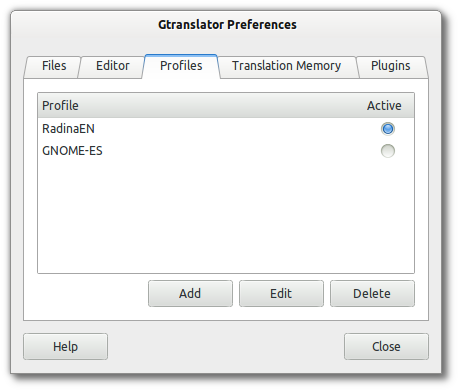 Gtranslator Preferences
Files Editor Profiles Translation Memory Plugins
Profile Active
RadinaEN
GNOME-ES
Add Edit Delete
Help Close